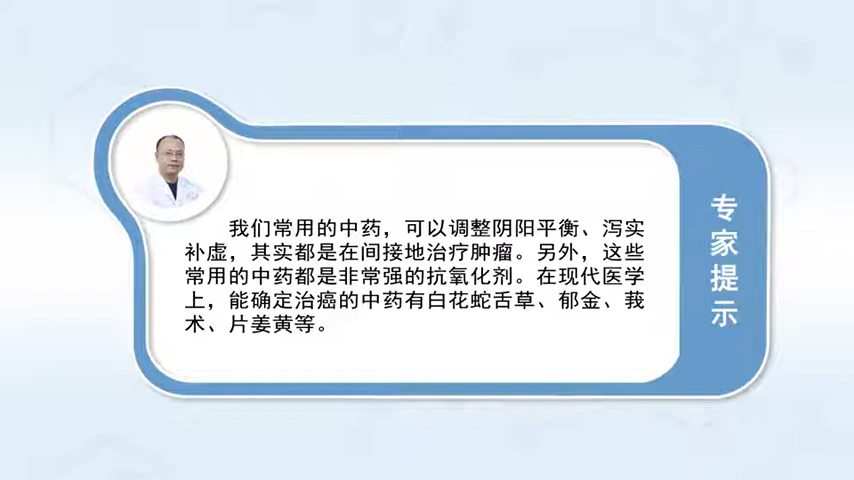 我们常用的中药，可以调整阴阳平衡、泻实
补虚，其实都是在间接地治疗肿瘤。另外，这些
常用的中药都是非常强的抗氧化剂。在现代医学
上，能确定治癌的中药有白花蛇舌草、郁金、莪
术、片姜黄等。
专家提示